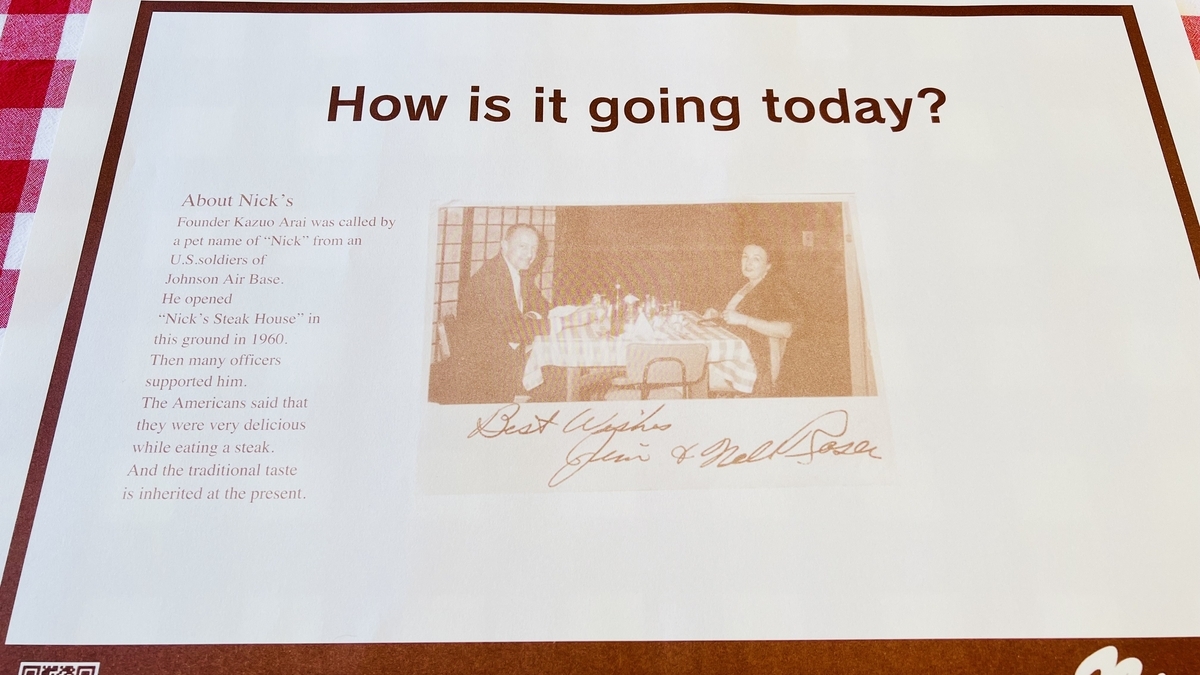 How is it going today?
About Nick's
Founder Kazuo Arai was called by
a pet name of “Nick” from an
U.S.soldiers of
Johnson Air Base.
He opened
“Nick's Steak House” in
this ground in 1960.
Then many officers
supported him.
The Americans said that
they were very delicious
while eating a steak.
And the traditional taste
is inherited at the present.
Best Wishes
Jim & Nell